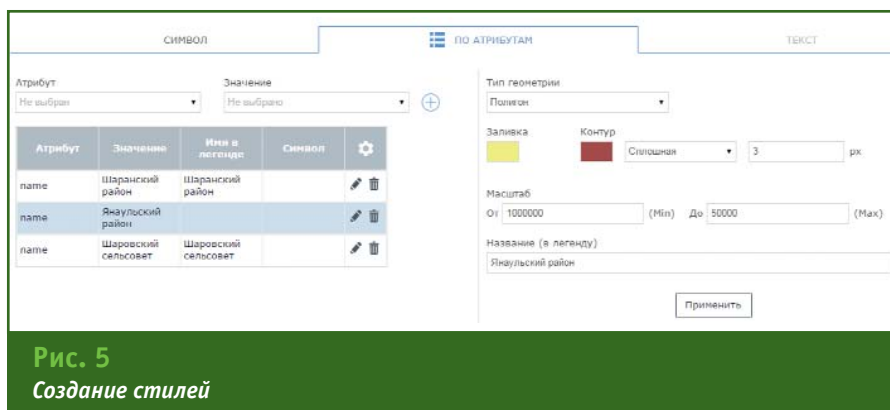 СИМВОЛ
ПО АТРИБУТАМ
ТЕКСТ
Атрибут
Значение
Не выбран
Не выбрано
Атрибут Значение Имя в легенде Символ
name Шаранский район Шаранский район
name Янаульский район
name Шаровский сельсовет Шаровский сельсовет
Тип геометрии
Полигон
Заливка
Контур
Сплошная
3
px
Масштаб
От 1000000 (Min) До 50000 (Max)
Название (в легенду)
Янаульский район
Применить
Рис. 5
Создание стилей